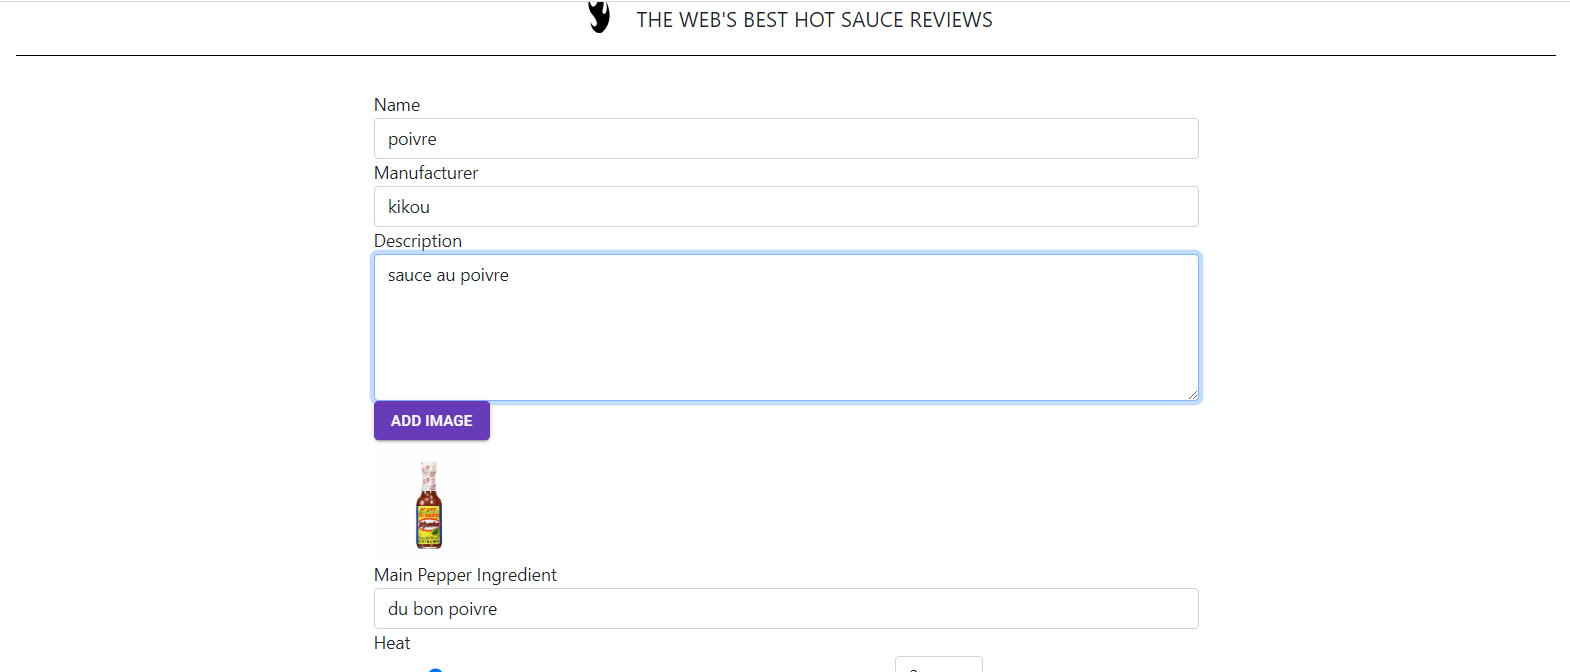 THE WEB'S BEST HOT SAUCE REVIEWS
Name
poivre
Manufacturer
kikou
Description
sauce au poivre
ADD IMAGE
Main Pepper Ingredient
du bon poivre
Heat